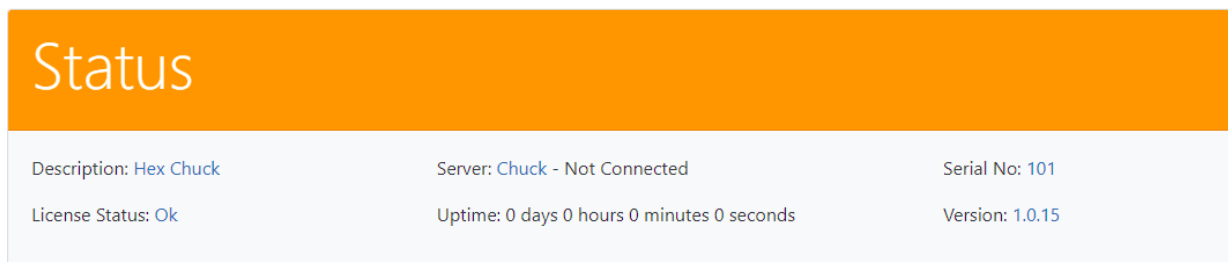 Status
Description: Hex Chuck
Server: Chuck - Not Connected
Serial No: 101
License Status: Ok
Uptime: 0 days 0 hours 0 minutes 0 seconds
Version: 1.0.15